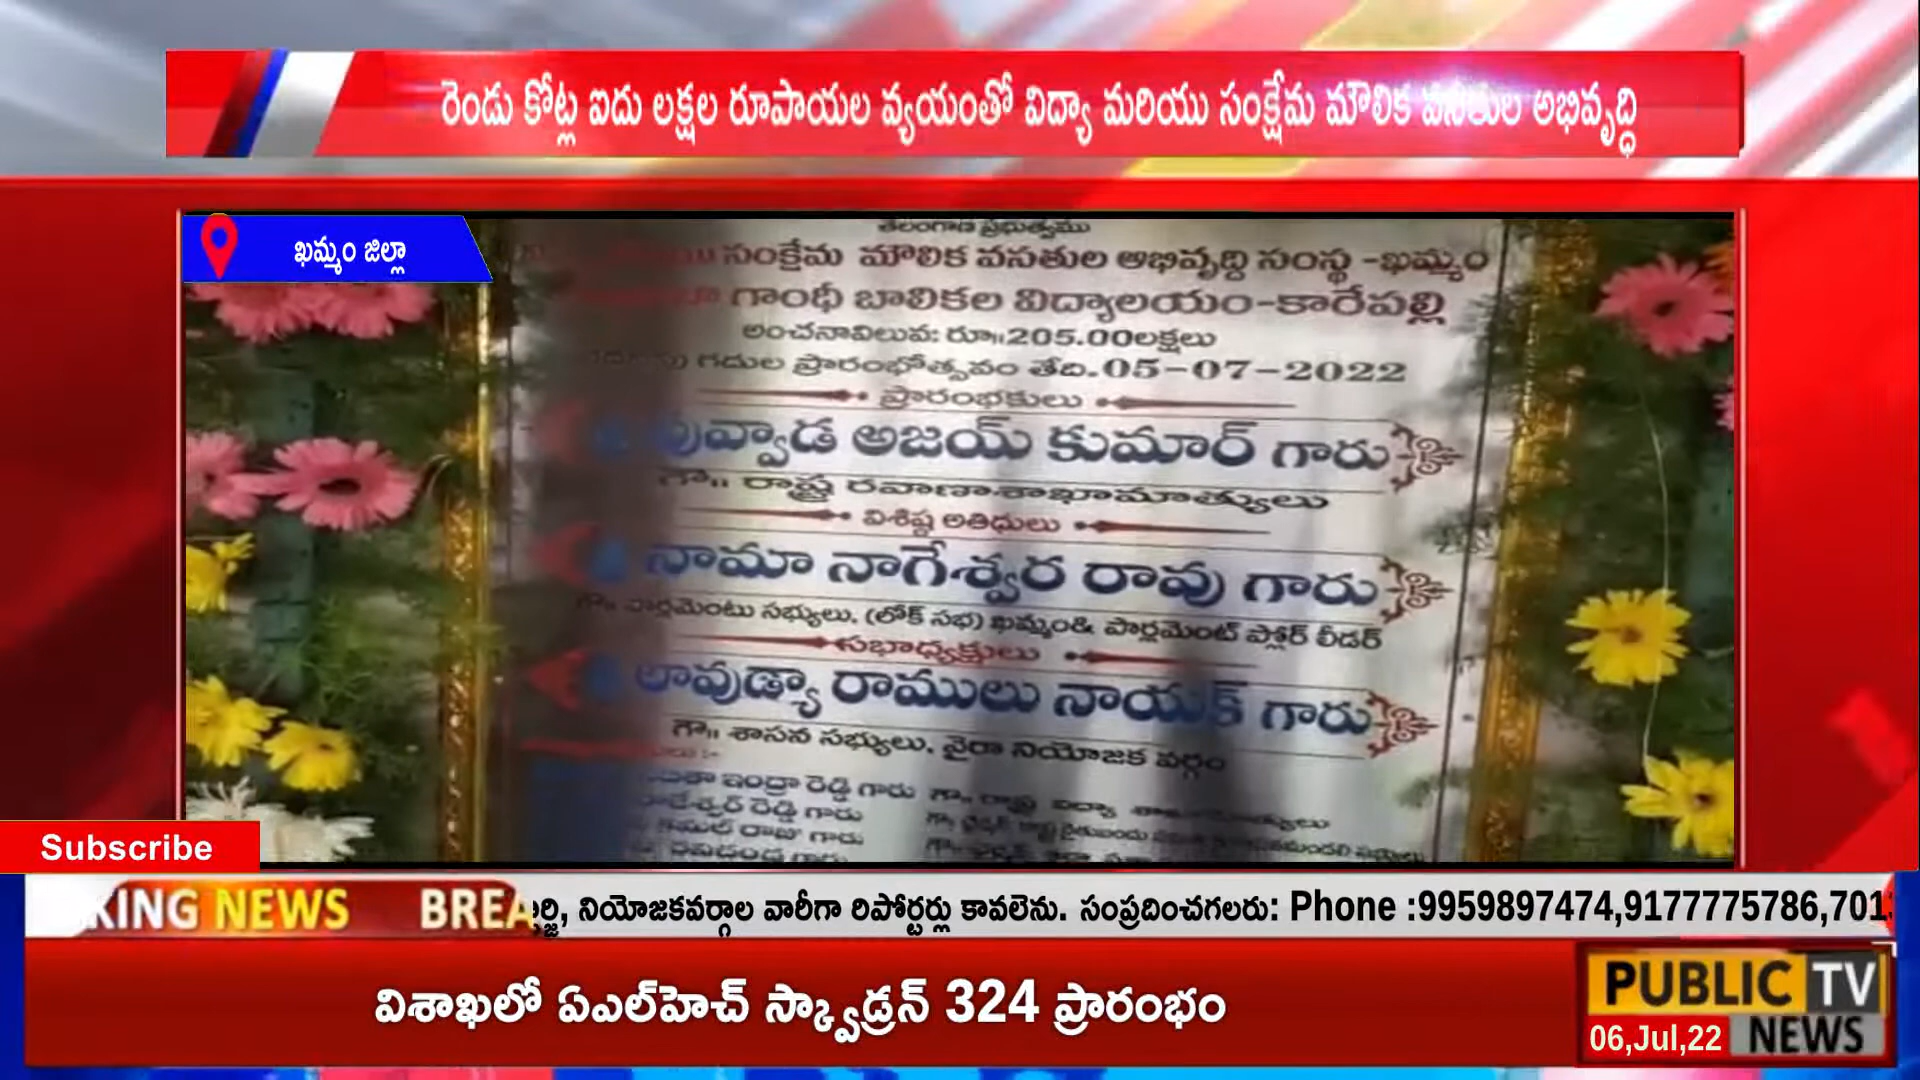 రెండు కోట్ల ఐదు లక్షల రూపాయల వ్యయంతో విద్యా మరియు సంక్షేమ మౌలిక వసతుల అభివృద్ధి
ఖమ్మం జిల్లా
తెలంగాణ ప్రభుత్వము
సంక్షేమ మౌలిక వసతుల అభివృద్ది సంస్థ -ఖమ్మం
గాంధీ బాలికల విద్యాలయం-కారేపల్లి
అంచనావిలువ: రూ॥205.00లక్షలు
గదుల ప్రారంభోత్సవం తేది.05-07-2022
ప్రారంభకులు
పువ్వాడ అజయ్ కుమార్ గారు
గౌ॥ రాష్ట్ర రవాణాశాఖామాత్యులు
విశిష్ట అతిధులు
నామా నాగేశ్వర రావు గారు
గౌ॥ పార్లమెంటు సభ్యులు, (లోక్ సభ) ఖమ్మం& పార్లమెంట్ ఫ్లోర్ లీడర్
సభాధ్యక్షులు
లావుడ్యా రాములు నాయక్ గారు
గౌ॥ శాసన సభ్యులు, వైరా నియోజక వర్గం
ఇంద్రా రెడ్డి గారు గౌ॥ రాష్ట్ర విద్యా
రెడ్డి గారు
రాజు గారు
గారు
Subscribe
KING NEWS BREA
నియోజకవర్గాల వారీగా రిపోర్టర్లు కావలెను. సంప్రదించగలరు: Phone :9959897474,9177775786,701
విశాఖలో ఏఎల్‌హెచ్ స్క్వాడ్రన్ 324 ప్రారంభం
PUBLIC TV
06,Jul,22 NEWS